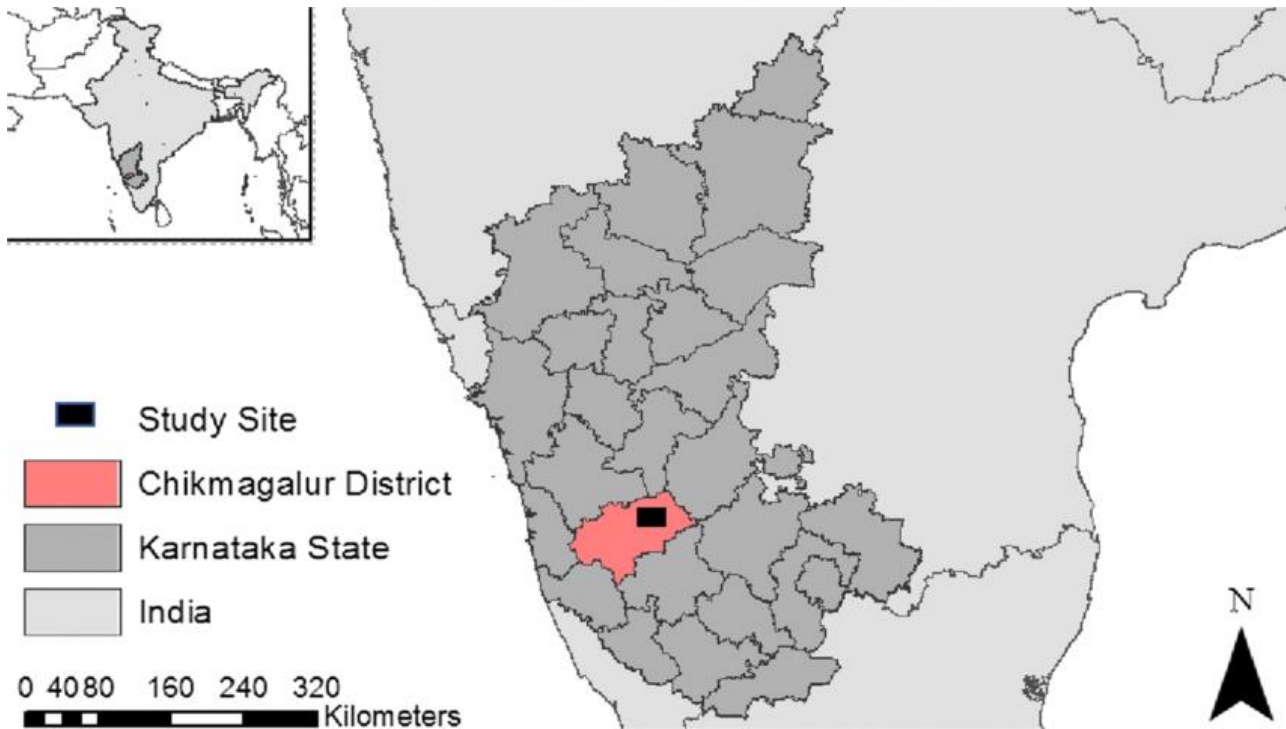 Study Site
Chikmagalur District
Karnataka State
India
0 40 80 160 240 320
Kilometers
N